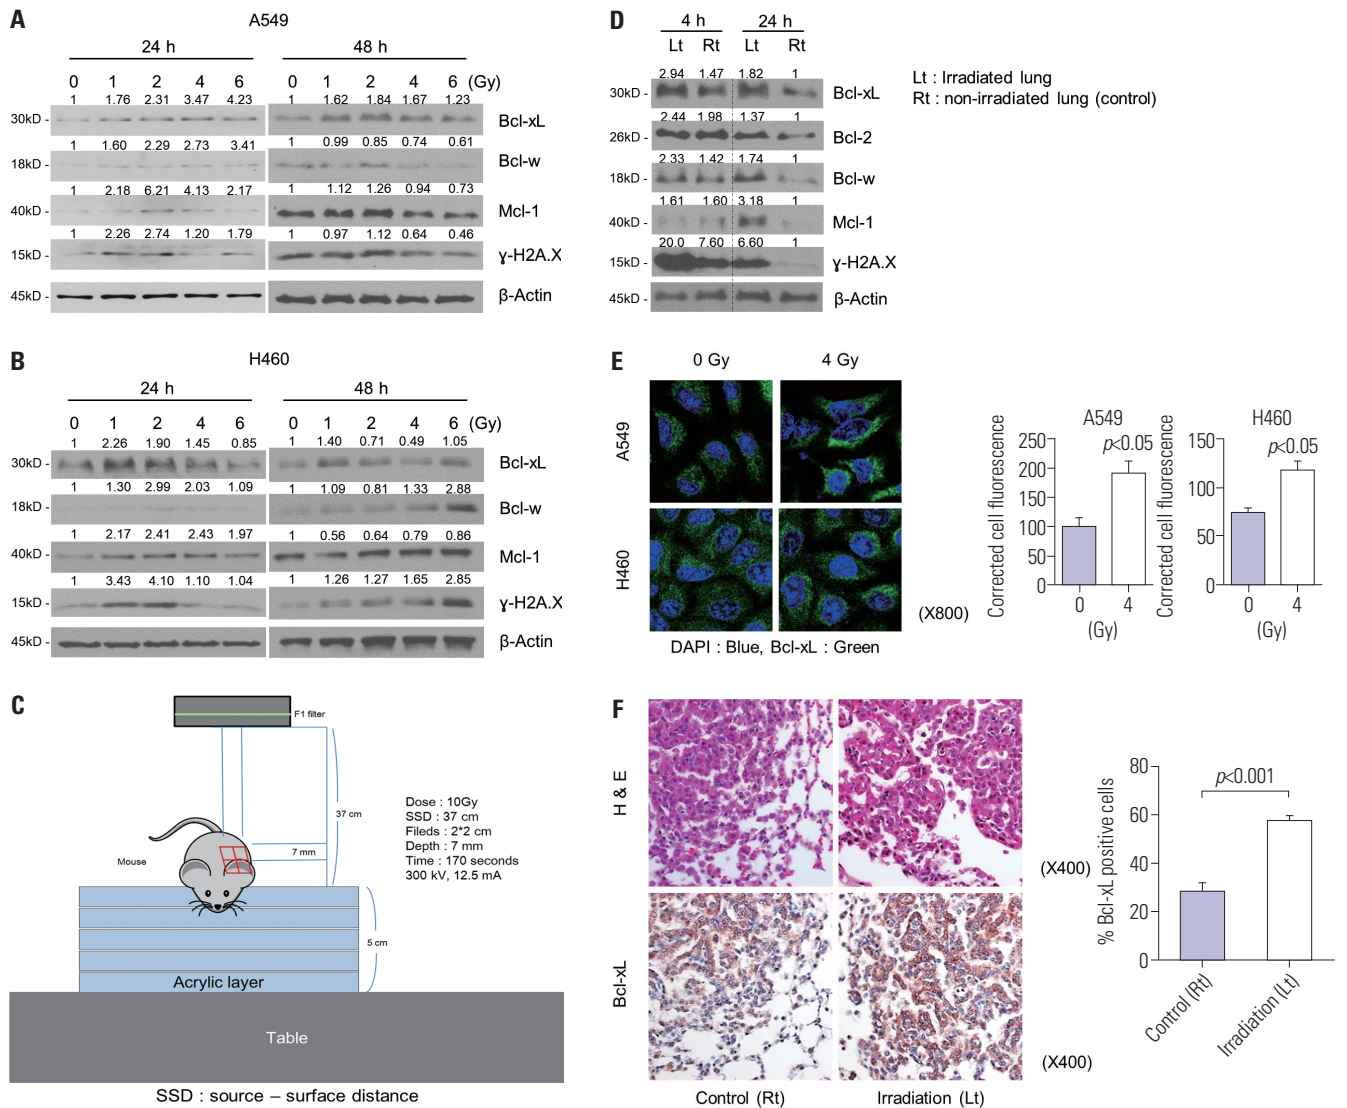 A
A549
24 h 48 h
0 1 2 4 6 0 1 2 4 6 (Gy)
1 1.76 2.31 3.47 4.23 1 1.62 1.84 1.67 1.23
30kD - Bcl-xL
1 1.60 2.29 2.73 3.41 1 0.99 0.85 0.74 0.61
18kD - Bcl-w
1 2.18 6.21 4.13 2.17 1 1.12 1.26 0.94 0.73
40kD - Mcl-1
1 2.26 2.74 1.20 1.79 1 0.97 1.12 0.64 0.46
15kD - ɣ-H2A.X
45kD - β-Actin
B
H460
24 h 48 h
0 1 2 4 6 0 1 2 4 6 (Gy)
1 2.26 1.90 1.45 0.85 1 1.40 0.71 0.49 1.05
30kD - Bcl-xL
1 1.30 2.99 2.03 1.09 1 1.09 0.81 1.33 2.88
18kD - Bcl-w
1 2.17 2.41 2.43 1.97 1 0.56 0.64 0.79 0.86
40kD - Mcl-1
1 3.43 4.10 1.10 1.04 1 1.26 1.27 1.65 2.85
15kD - ɣ-H2A.X
45kD - β-Actin
C
F1 filter
37 cm
7 mm
Mouse
Dose : 10Gy
SSD : 37 cm
Fileds : 2*2 cm
Depth : 7 mm
Time : 170 seconds
300 kV, 12.5 mA
5 cm
Acrylic layer
Table
SSD : source – surface distance
D
4 h 24 h
Lt Rt Lt Rt
2.94 1.47 1.82 1
30kD - Bcl-xL
2.44 1.98 1.37 1
26kD - Bcl-2
2.33 1.42 1.74 1
18kD - Bcl-w
1.61 1.60 3.18 1
40kD - Mcl-1
20.0 7.60 6.60 1
15kD - ɣ-H2A.X
45kD - β-Actin
Lt : Irradiated lung
Rt : non-irradiated lung (control)
E
0 Gy 4 Gy
A549
H460
(X800)
DAPI : Blue, Bcl-xL : Green
A549
p<0.05
Corrected cell fluorescence
250
200
150
100
50
0
0 4
(Gy)
H460
p<0.05
Corrected cell fluorescence
150
100
50
0
0 4
(Gy)
F
H & E
(X400)
Bcl-xL
(X400)
Control (Rt) Irradiation (Lt)
% Bcl-xL positive cells
80
60
40
20
0
p<0.001
Control (Rt)
Irradiation (Lt)